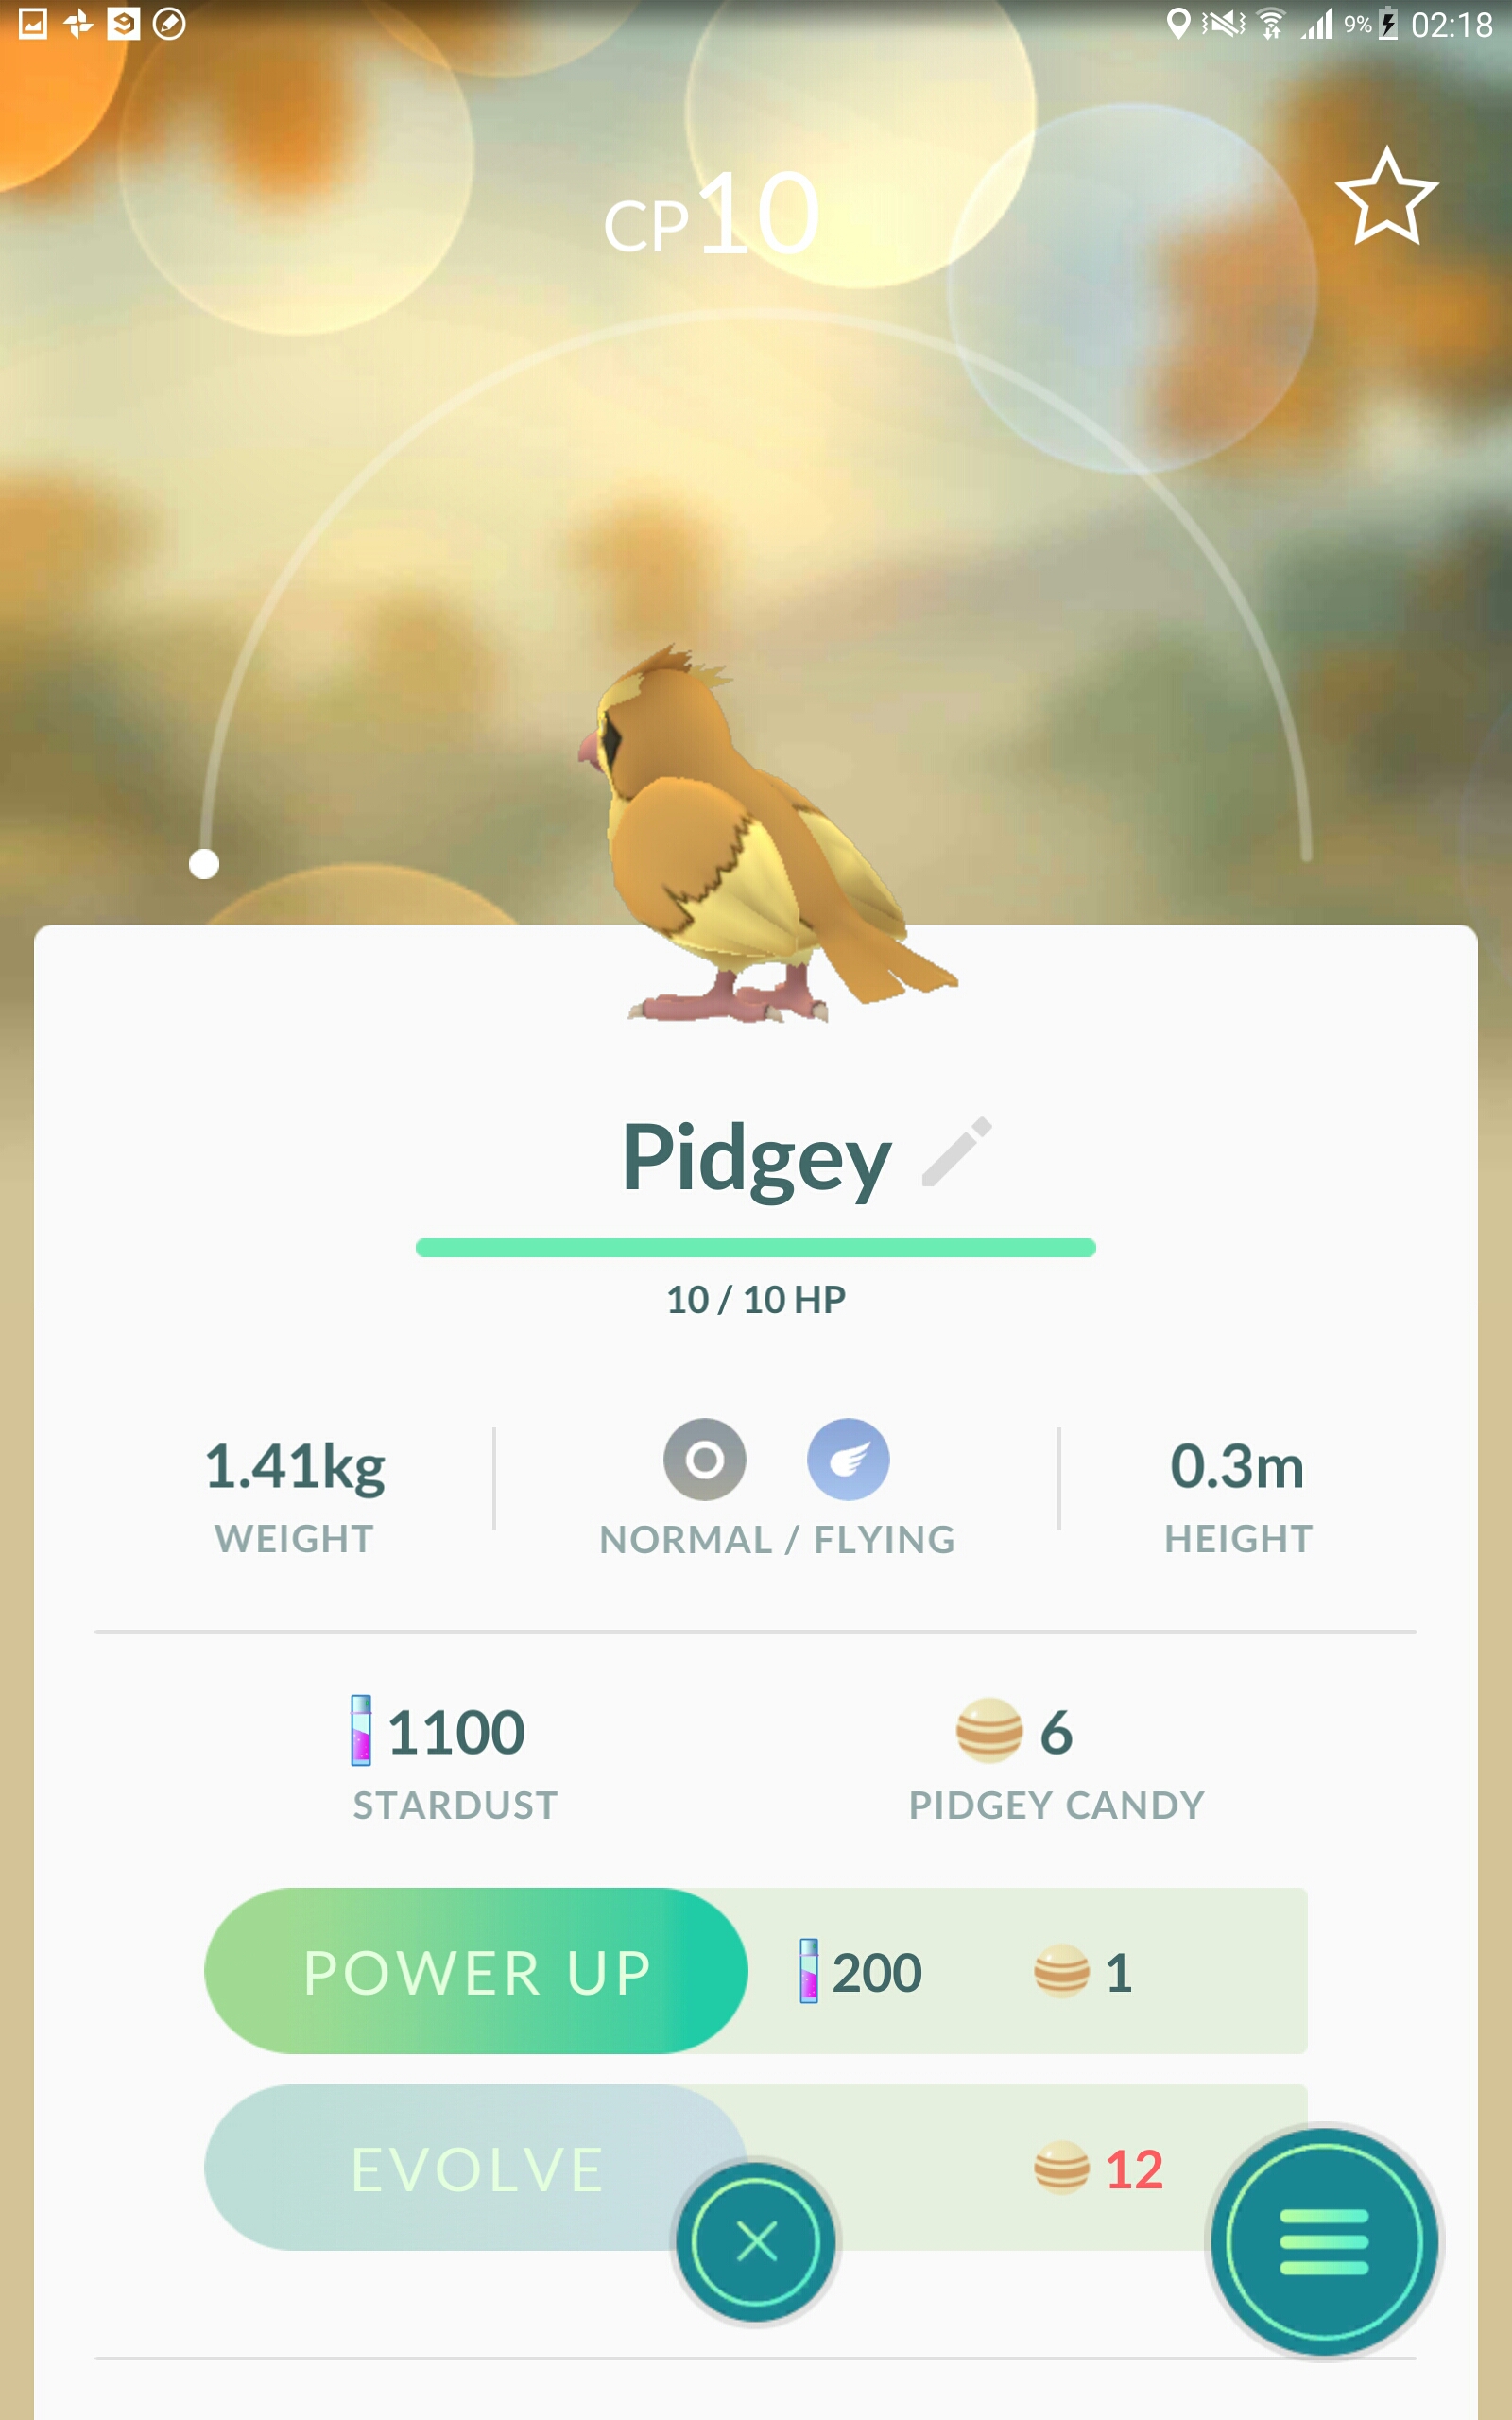 9% 02:18
CP10
Pidgey
10 / 10 HP
1.41kg
WEIGHT
NORMAL / FLYING
0.3m
HEIGHT
1100
STARDUST
6
PIDGEY CANDY
POWER UP 200 1
EVOLVE 12